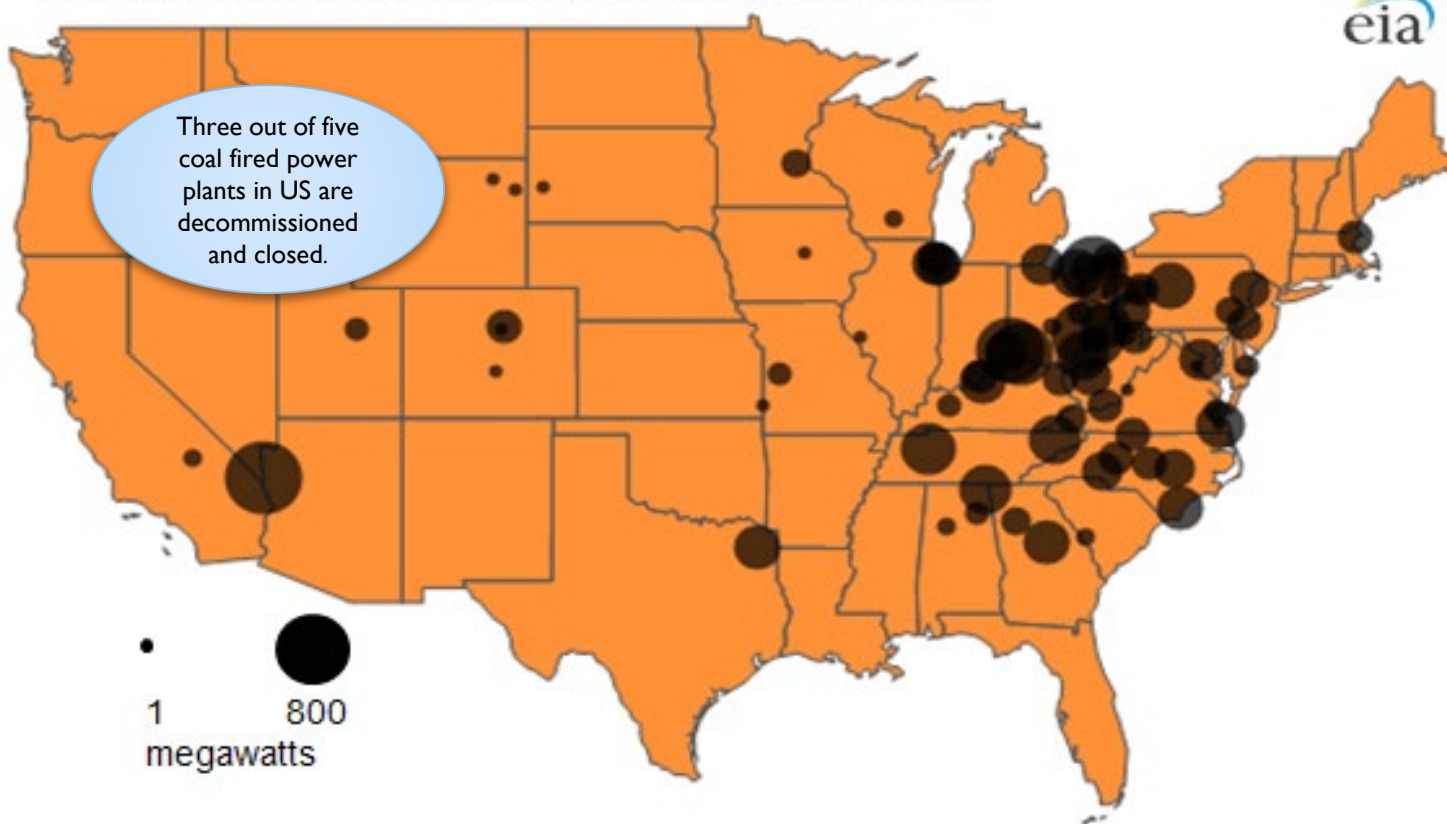 eia
Three out of five
coal fired power
plants in US are
decommissioned
and closed.
1 800
megawatts